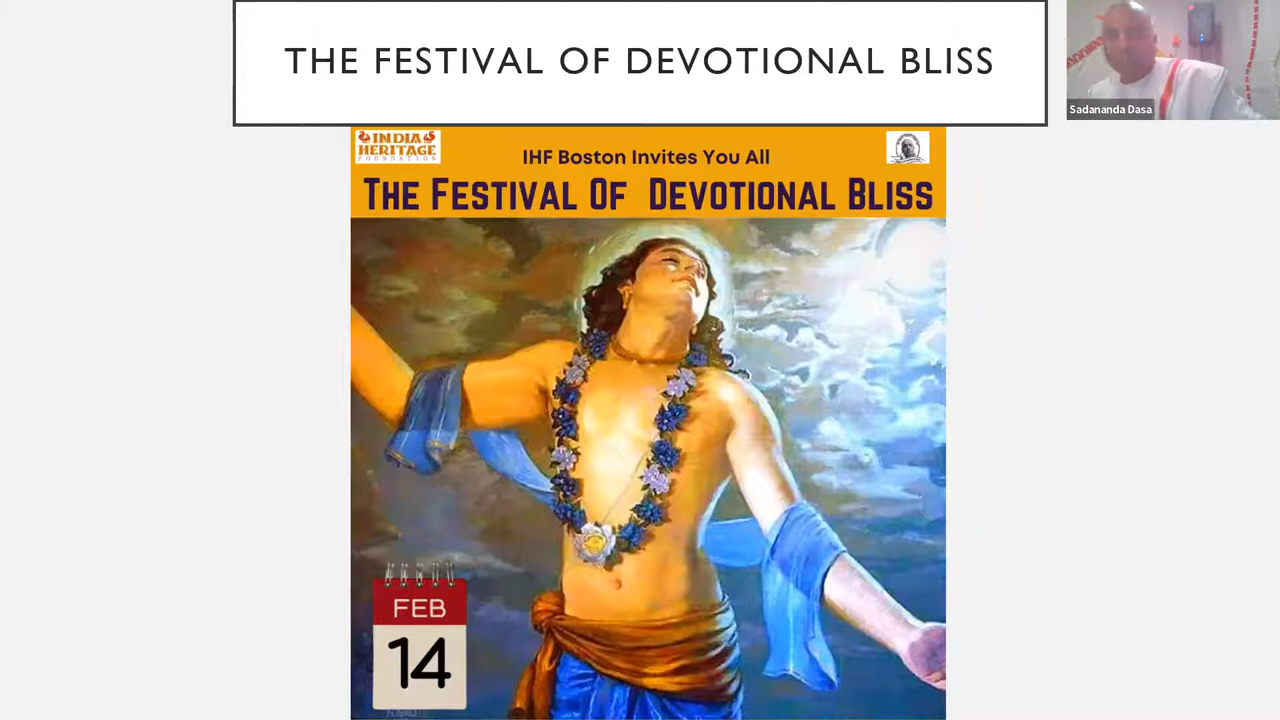 THE FESTIVAL OF DEVOTIONAL BLISS
Sadananda Dasa
INDIA
HERITAGE
FOUNDATION
IHF Boston Invites You All
THE FESTIVAL OF DEVOTIONAL BLISS
FEB
14